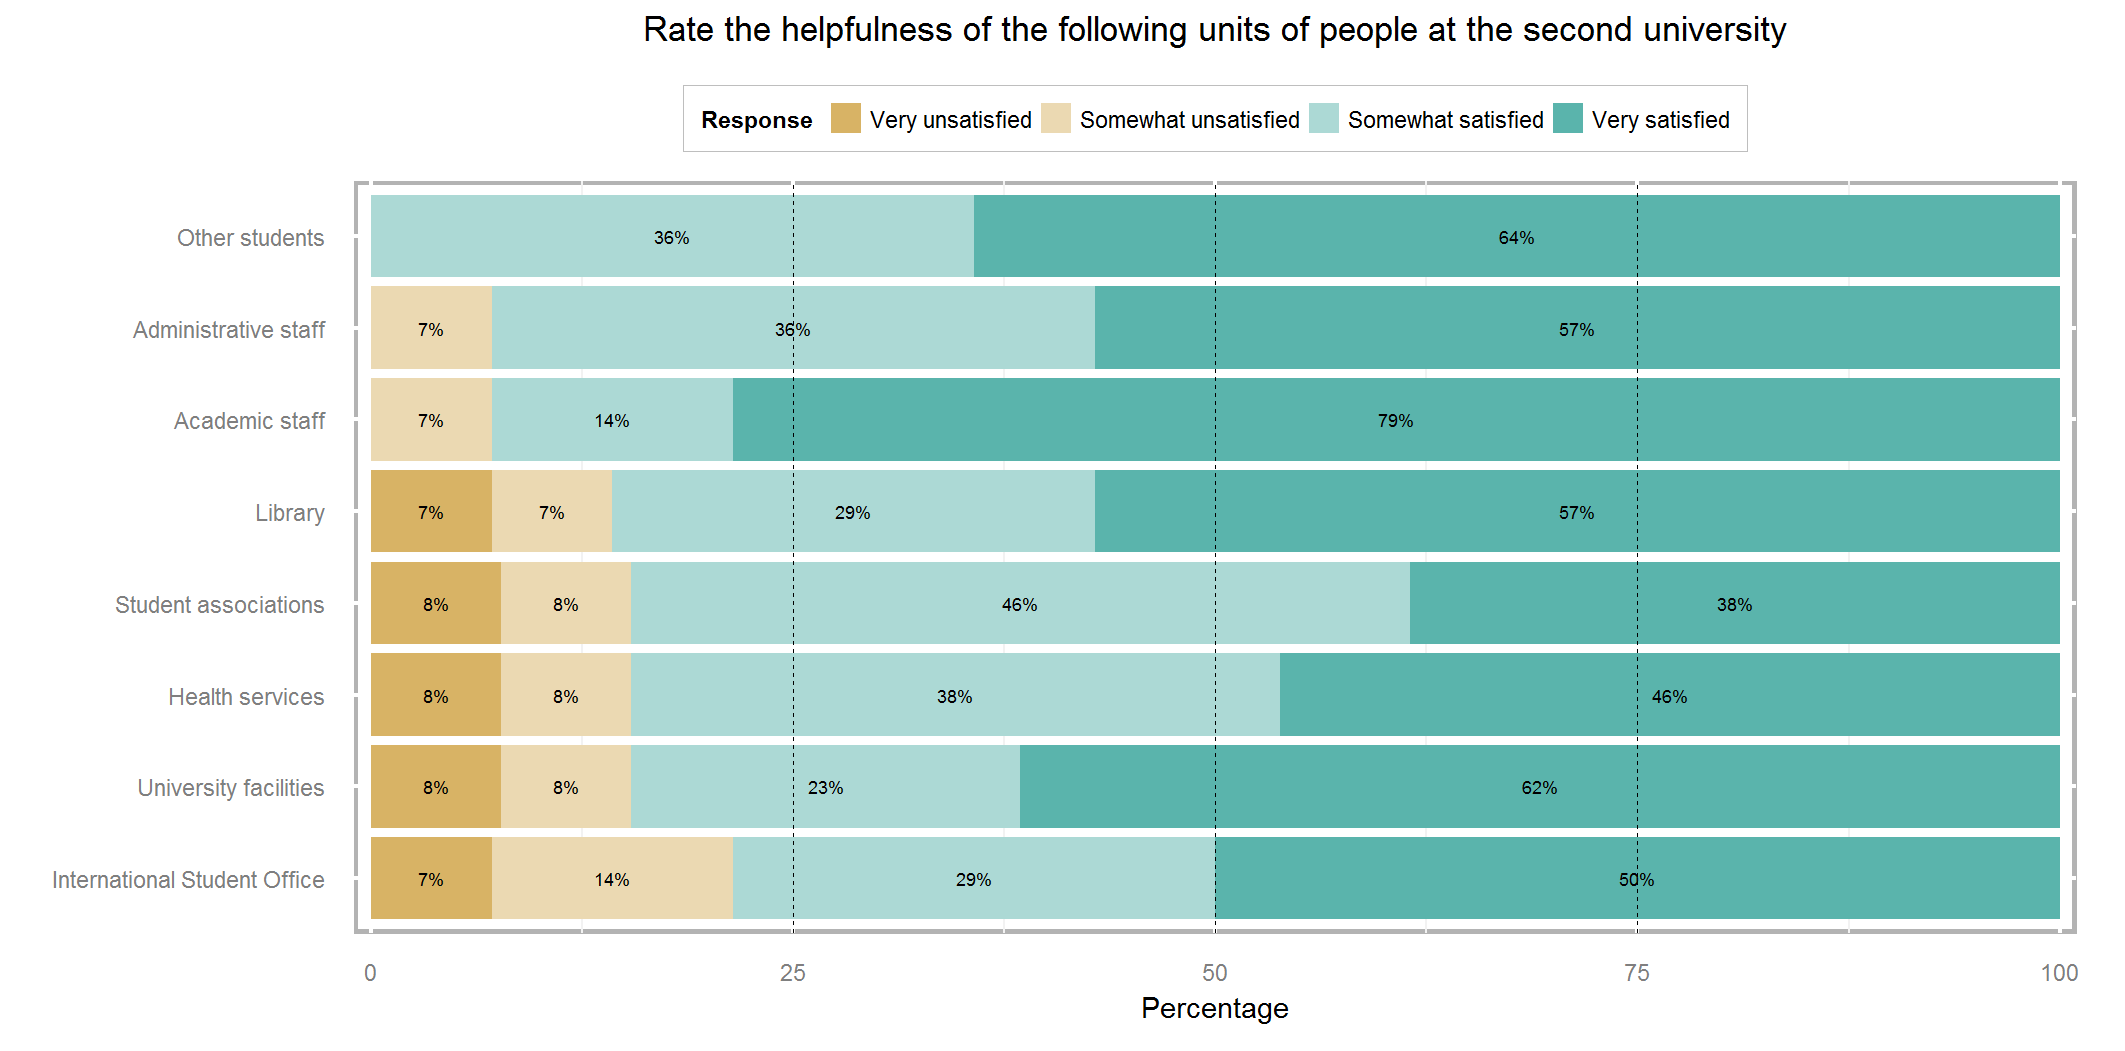 Rate the helpfulness of the following units of people at the second university
Response Very unsatisfied Somewhat unsatisfied Somewhat satisfied Very satisfied
Other students 36% 64%
Administrative staff 7% 36% 57%
Academic staff 7% 14% 79%
Library 7% 7% 29% 57%
Student associations 8% 8% 46% 38%
Health services 8% 8% 38% 46%
University facilities 8% 8% 23% 62%
International Student Office 7% 14% 29% 50%
0 25 50 75 100
Percentage